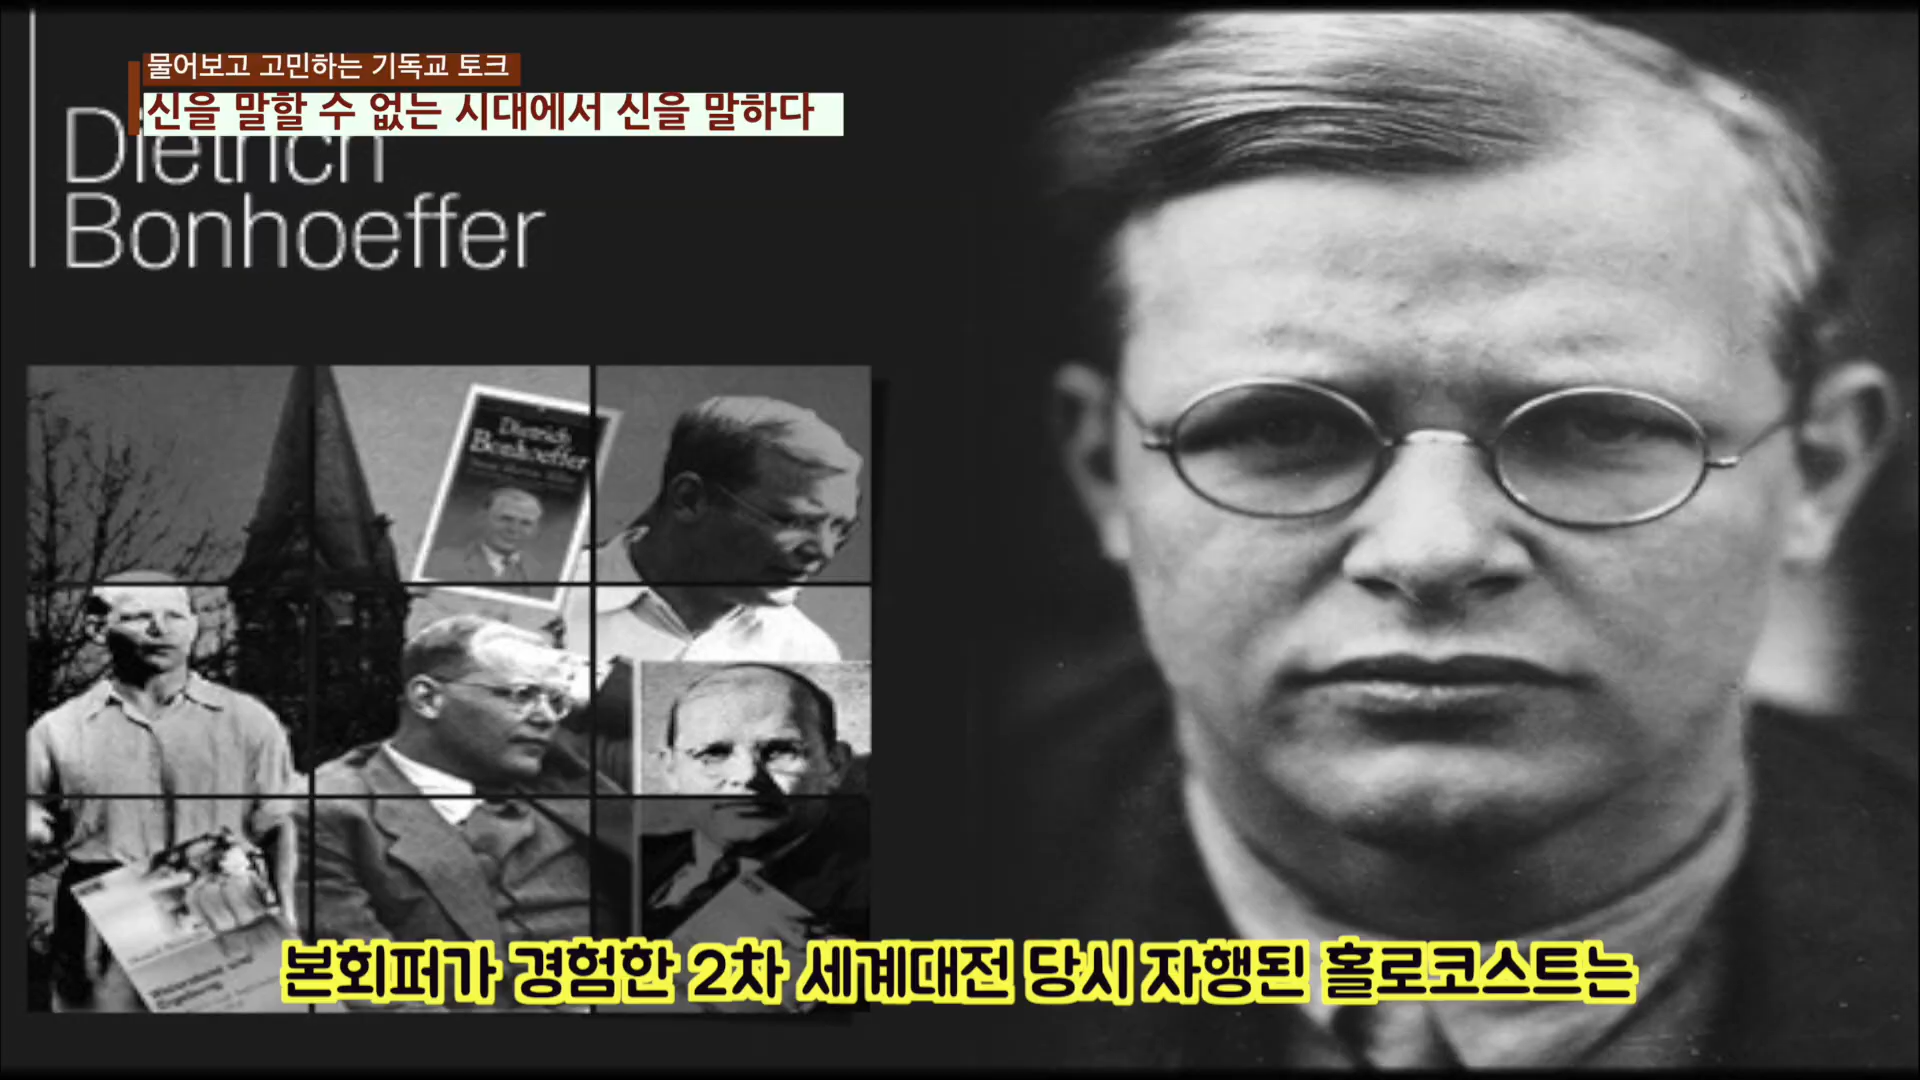 물어보고 고민하는 기독교 토크
신을 말할 수 없는 시대에서 신을 말하다
Dietrich
Bonhoeffer
Dietrich
Bonhoeffer
본회퍼가 경험한 2차 세계대전 당시 자행된 홀로코스트는